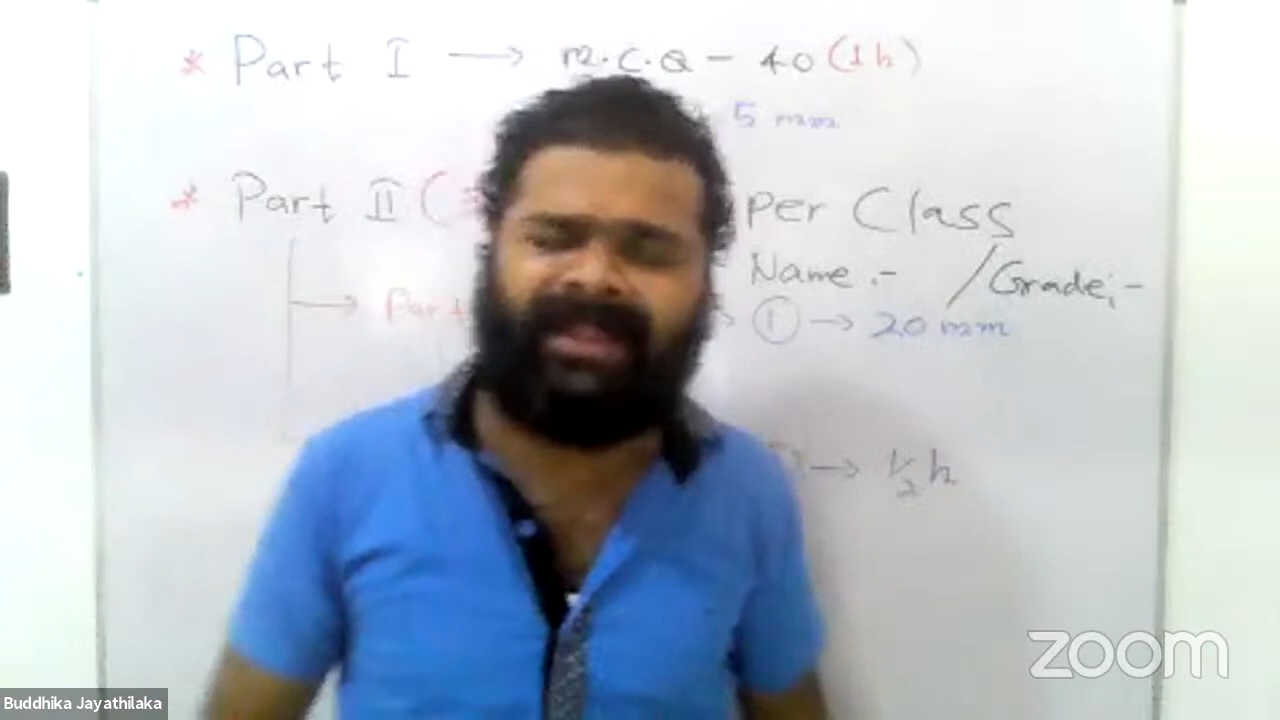 * Part I → M.C.Q - 40 (1h)
5 mm
* Part II ( per Class
Name :- / Grade :-
→ Part → ① → 20 mm
→ 1/2 h
zoom
Buddhika Jayathilaka